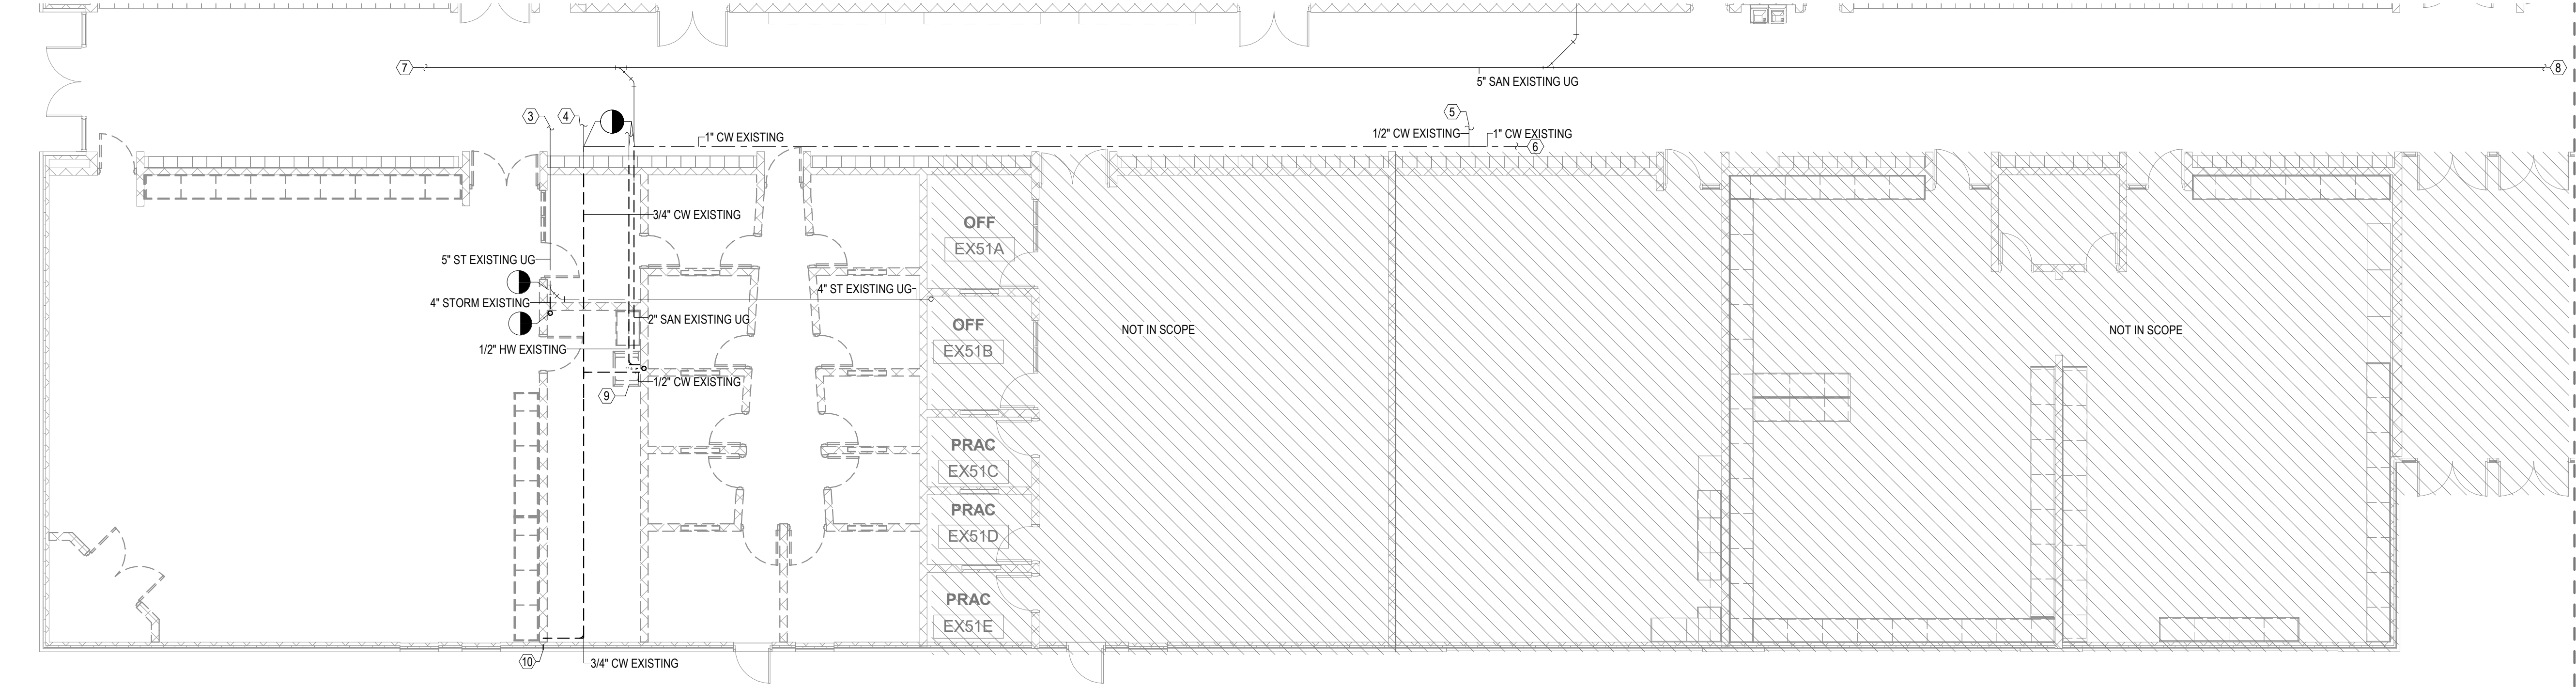 7
8
5" SAN EXISTING UG
3
4
5
1" CW EXISTING
1/2" CW EXISTING
1" CW EXISTING
6
3/4" CW EXISTING
OFF
EX51A
5" ST EXISTING UG
4" ST EXISTING UG
4" STORM EXISTING
2" SAN EXISTING UG
OFF
NOT IN SCOPE
NOT IN SCOPE
1/2" HW EXISTING
EX51B
1/2" CW EXISTING
9
PRAC
EX51C
PRAC
EX51D
PRAC
EX51E
10
3/4" CW EXISTING